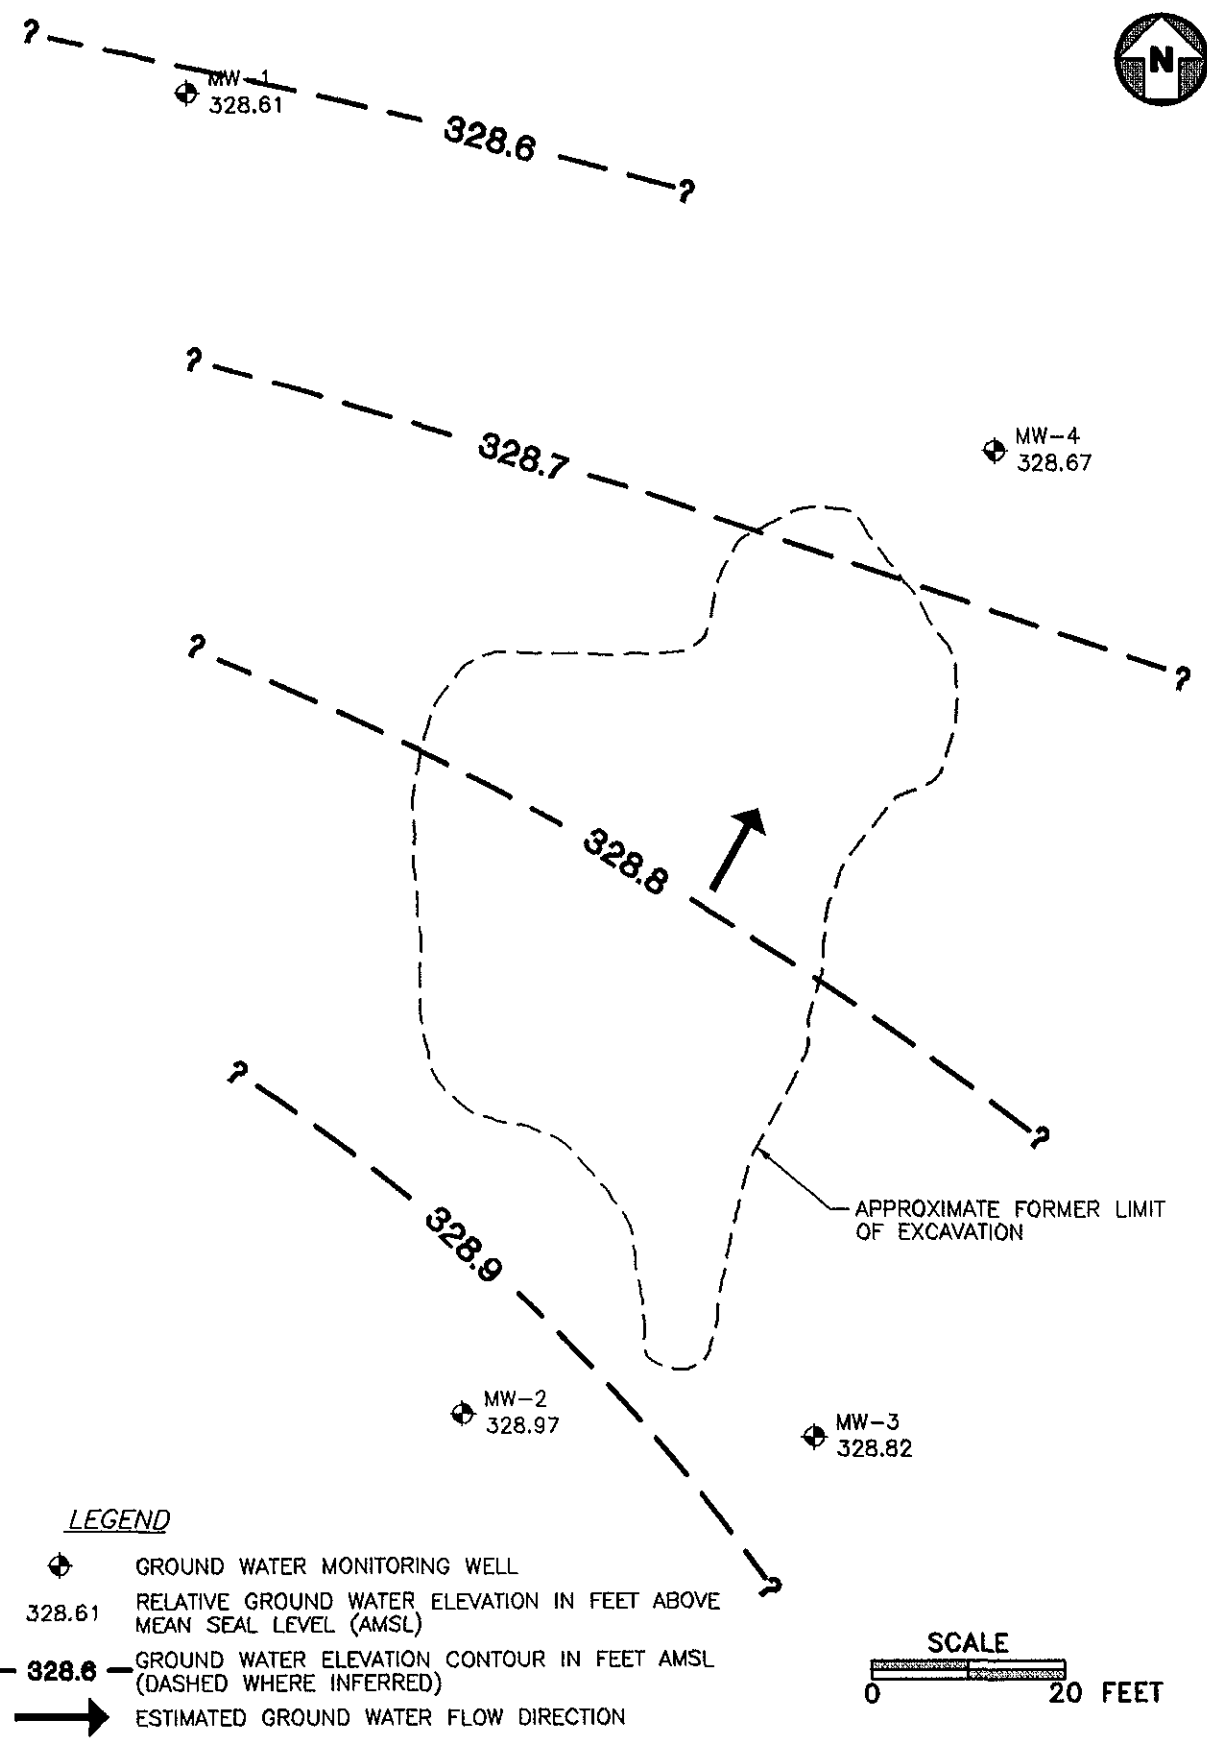 ?
N
MW-1
328.61
328.6
?
?
328.7
MW-4
328.67
?
?
328.8
?
?
APPROXIMATE FORMER LIMIT
OF EXCAVATION
328.9
MW-2
328.97
MW-3
328.82
?
LEGEND
GROUND WATER MONITORING WELL
328.61
RELATIVE GROUND WATER ELEVATION IN FEET ABOVE
MEAN SEAL LEVEL (AMSL)
328.6
GROUND WATER ELEVATION CONTOUR IN FEET AMSL
(DASHED WHERE INFERRED)
ESTIMATED GROUND WATER FLOW DIRECTION
SCALE
0 20 FEET